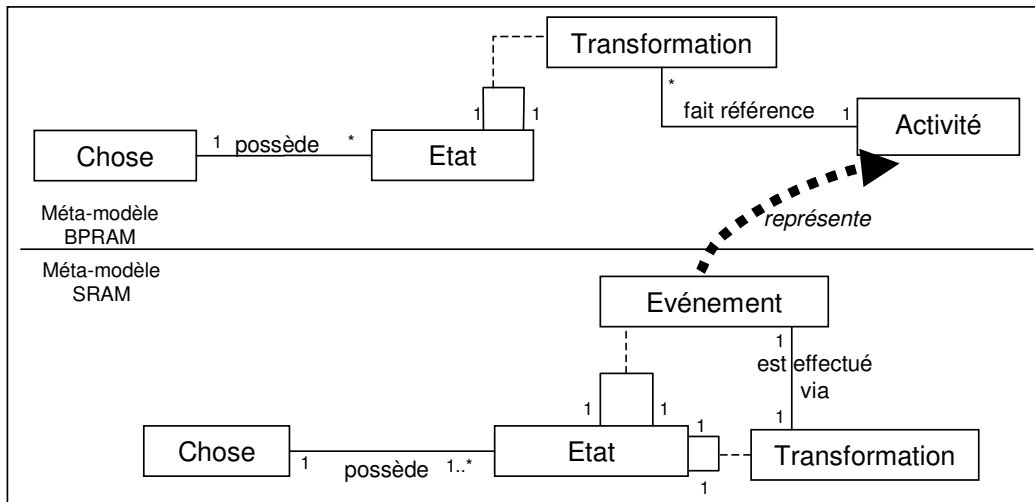 Transformation
*
1
1
fait référence
1
Activité
Chose
1
possède
*
Etat
Méta-modèle
BPRAM
représente
Méta-modèle
SRAM
Evénement
1
est effectué
via
1
1
1
1
Chose
1
possède
1..*
Etat
1
Transformation